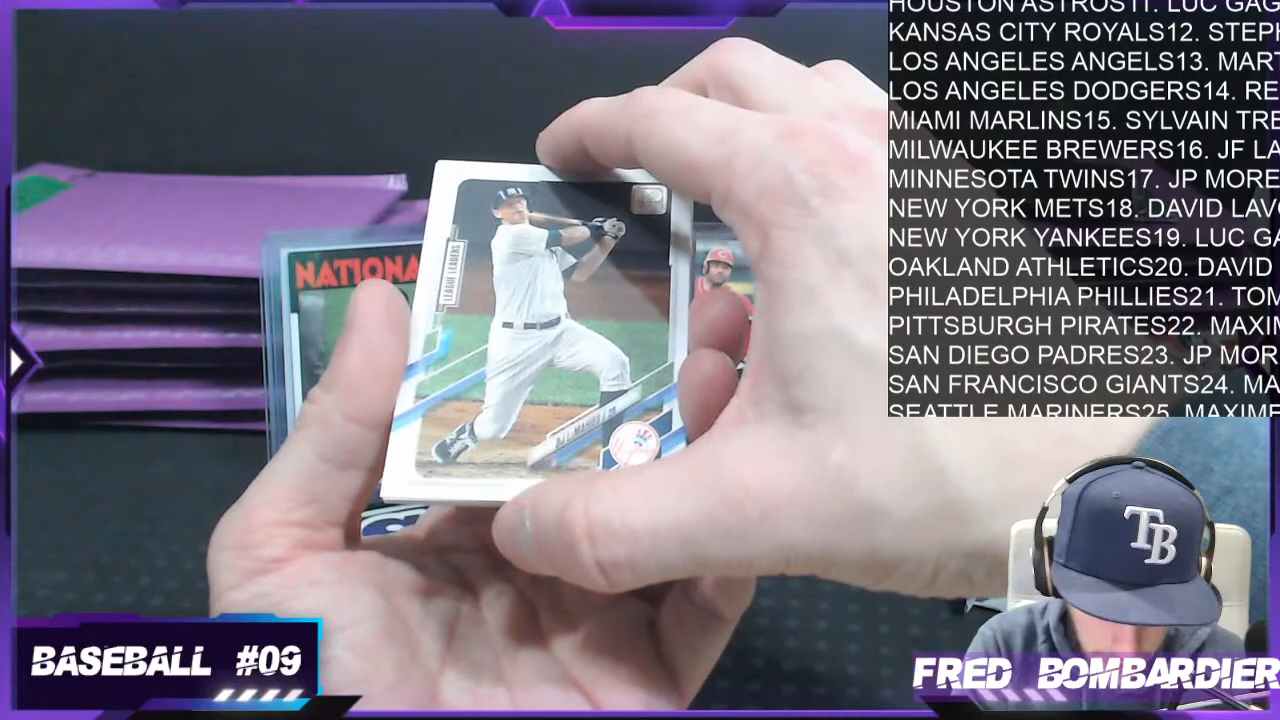 HOUSTON ASTROS11. LUC GAG
KANSAS CITY ROYALS12. STEPH
LOS ANGELES ANGELS13. MART
LOS ANGELES DODGERS14. RE
MIAMI MARLINS15. SYLVAIN TRE
MILWAUKEE BREWERS16. JF LA
MINNESOTA TWINS17. JP MORE
NEW YORK METS18. DAVID LAV
NEW YORK YANKEES19. LUC GA
OAKLAND ATHLETICS20. DAVID
PHILADELPHIA PHILLIES21. TOM
PITTSBURGH PIRATES22. MAXIM
SAN DIEGO PADRES23. JP MOR
SAN FRANCISCO GIANTS24. MA
SEATTLE MARINERS25. MAXIME
NATIONA
LEAGUE LEADERS
DJ LEMAHIEU
TB
BASEBALL #09
FRED BOMBARDIER